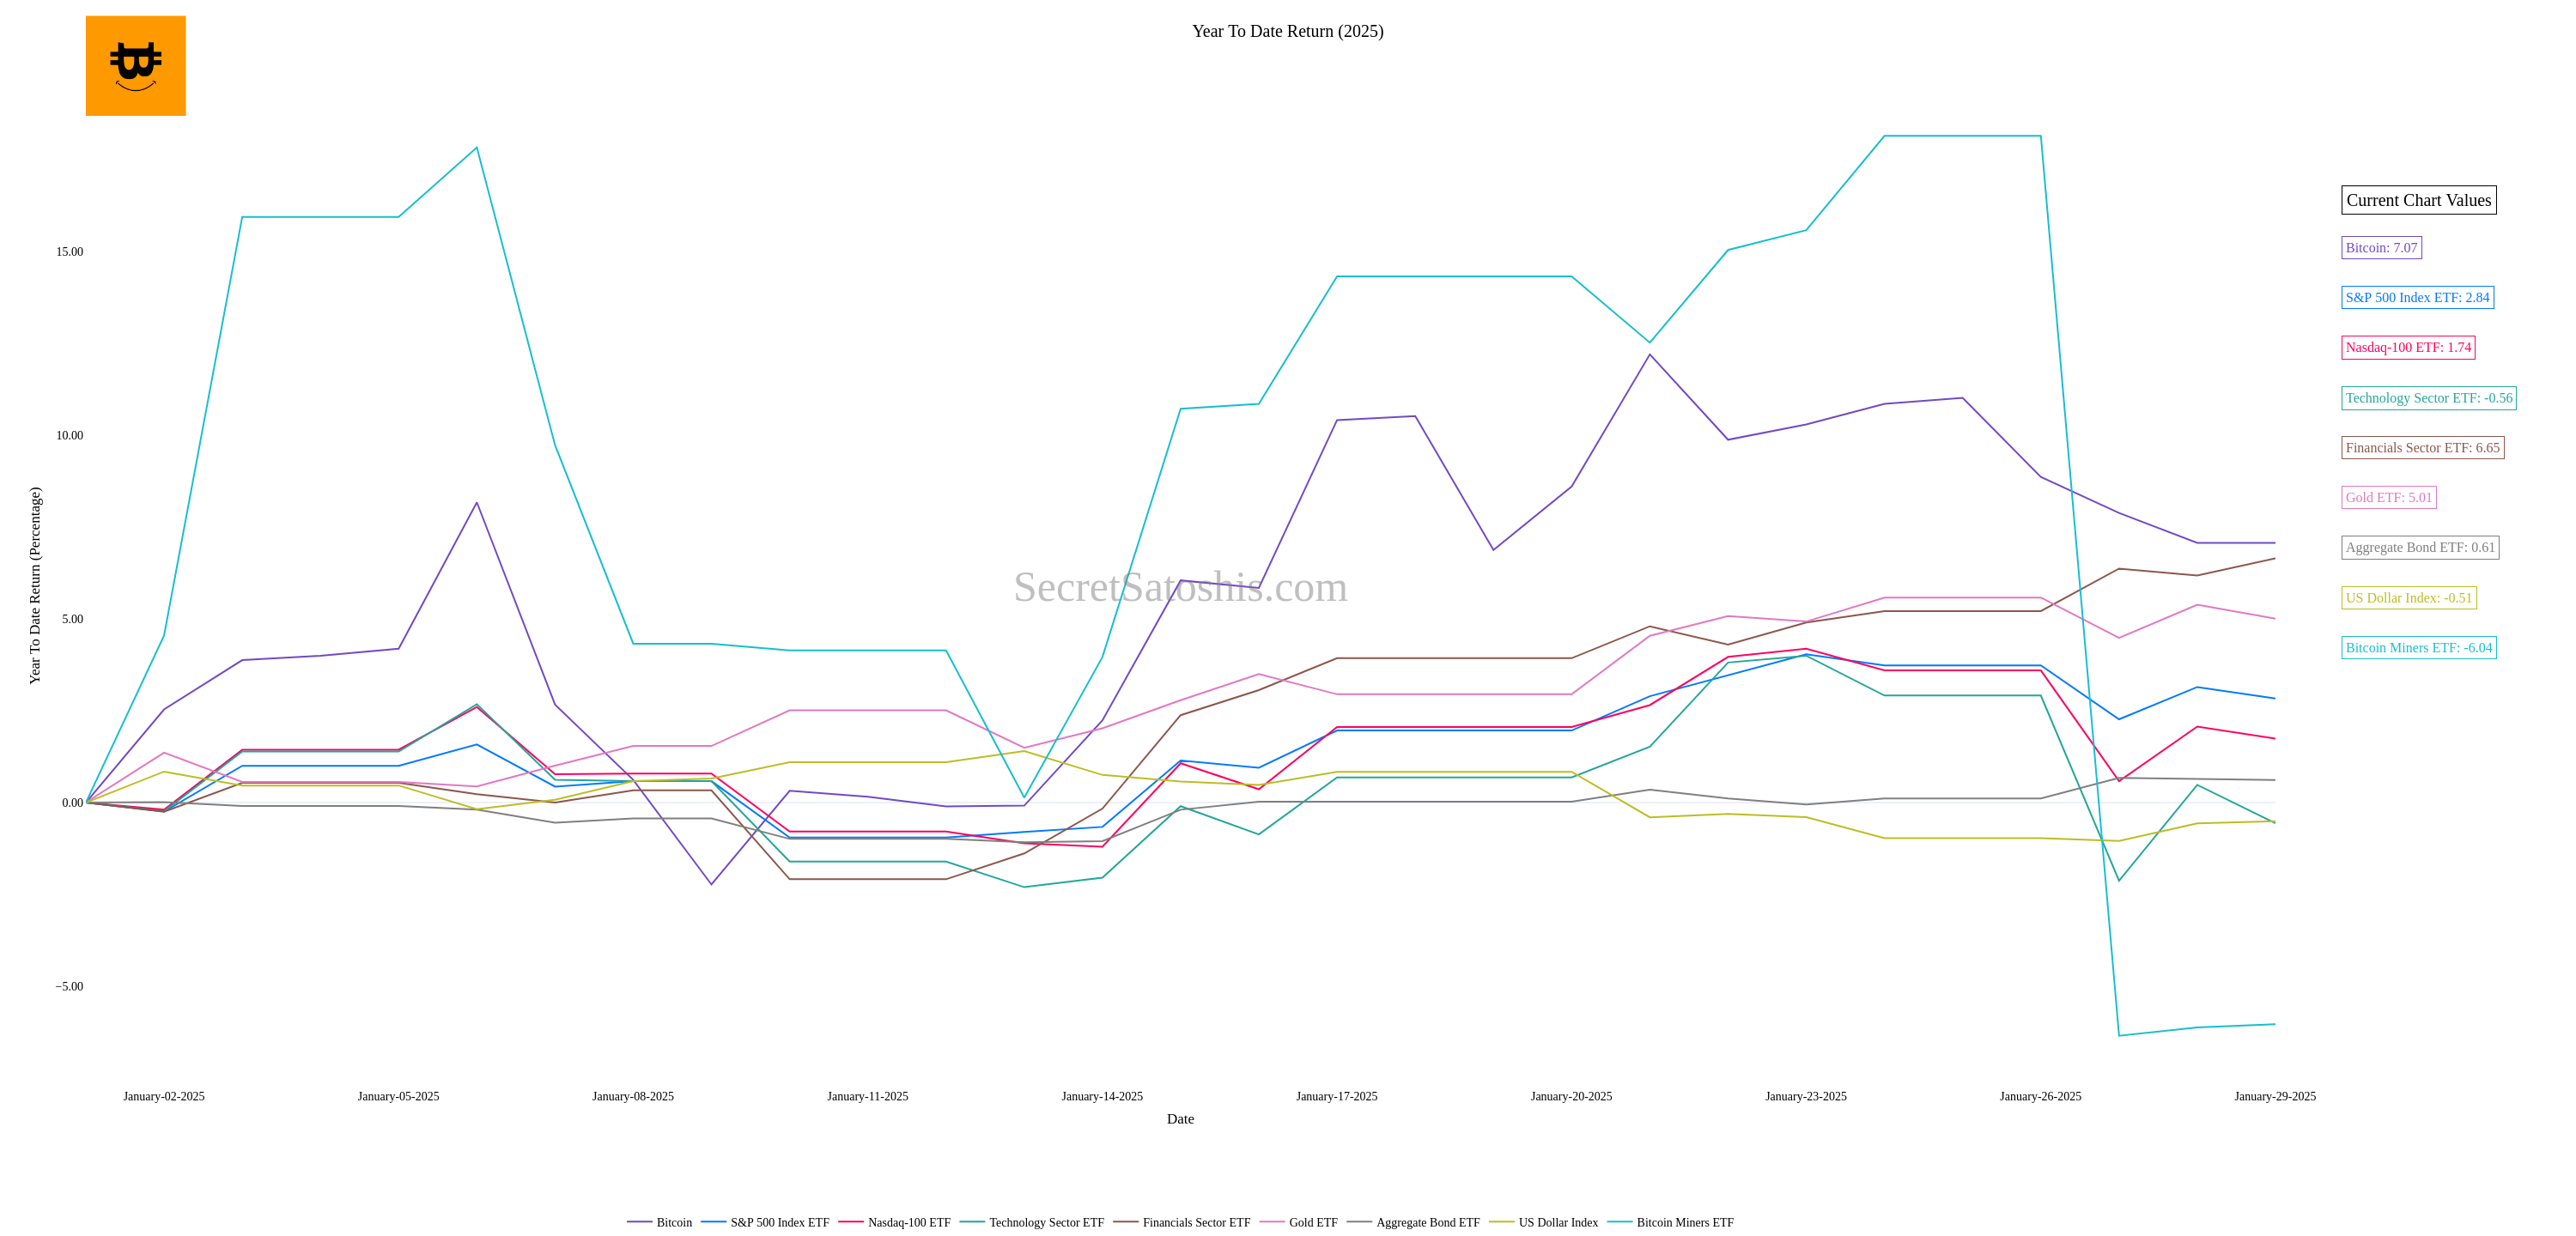 Year To Date Return (2025)
Current Chart Values
Bitcoin: 7.07
S&P 500 Index ETF: 2.84
Nasdaq-100 ETF: 1.74
Technology Sector ETF: -0.56
Financials Sector ETF: 6.65
Gold ETF: 5.01
Aggregate Bond ETF: 0.61
US Dollar Index: -0.51
Bitcoin Miners ETF: -6.04
Year To Date Return (Percentage)
15.00
10.00
5.00
0.00
−5.00
SecretSatoshis.com
January-02-2025 January-05-2025 January-08-2025 January-11-2025 January-14-2025 January-17-2025 January-20-2025 January-23-2025 January-26-2025 January-29-2025
Date
Bitcoin S&P 500 Index ETF Nasdaq-100 ETF Technology Sector ETF Financials Sector ETF Gold ETF Aggregate Bond ETF US Dollar Index Bitcoin Miners ETF